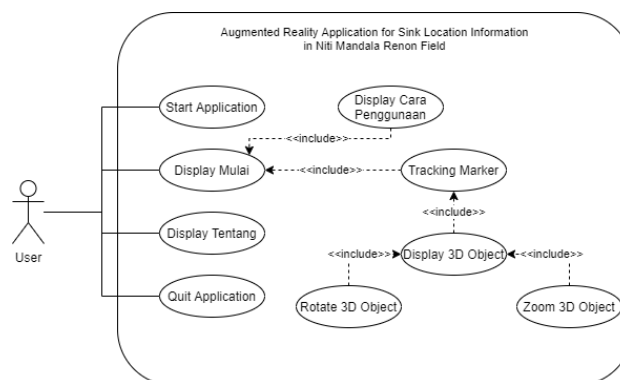 Augmented Reality Application for Sink Location Information
in Niti Mandala Renon Field
Start Application
Display Cara
Penggunaan
<<include>>
Display Mulai
<<include>>
Tracking Marker
<<include>>
User
Display Tentang
<<include>>
Display 3D Object
<<include>>
Quit Application
Rotate 3D Object
Zoom 3D Object